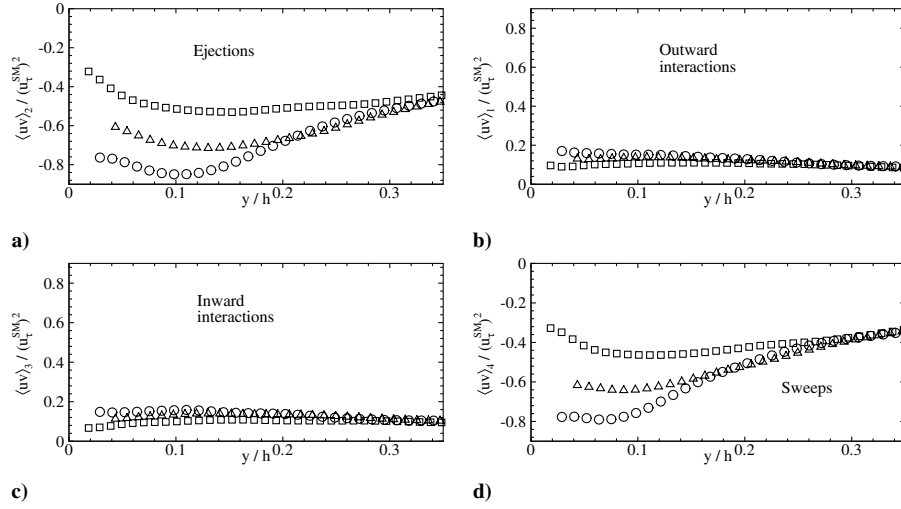 0
-0.2
-0.4
-0.6
-0.8
⟨uv⟩₂ / (u_τ^SM)²
Ejections
0 0.1 0.2 0.3
y / h
a)
0.8
0.6
0.4
0.2
0
⟨uv⟩₁ / (u_τ^SM)²
Outward
interactions
0 0.1 0.2 0.3
y / h
b)
0.8
0.6
0.4
0.2
0
⟨uv⟩₃ / (u_τ^SM)²
Inward
interactions
0 0.1 0.2 0.3
y / h
c)
0
-0.2
-0.4
-0.6
-0.8
⟨uv⟩₄ / (u_τ^SM)²
Sweeps
0 0.1 0.2 0.3
y / h
d)